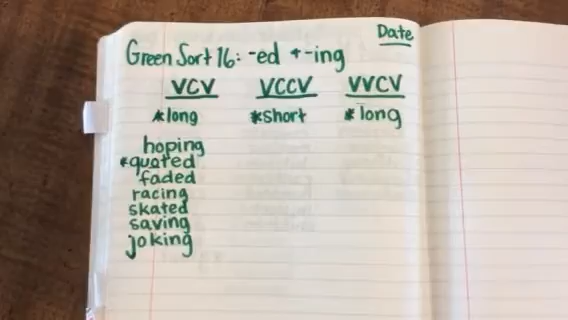 Date
Green Sort 16: -ed + -ing
VCV VCCV VVCV
*long *short *long
hoping
*quoted
faded
racing
skated
saving
joking